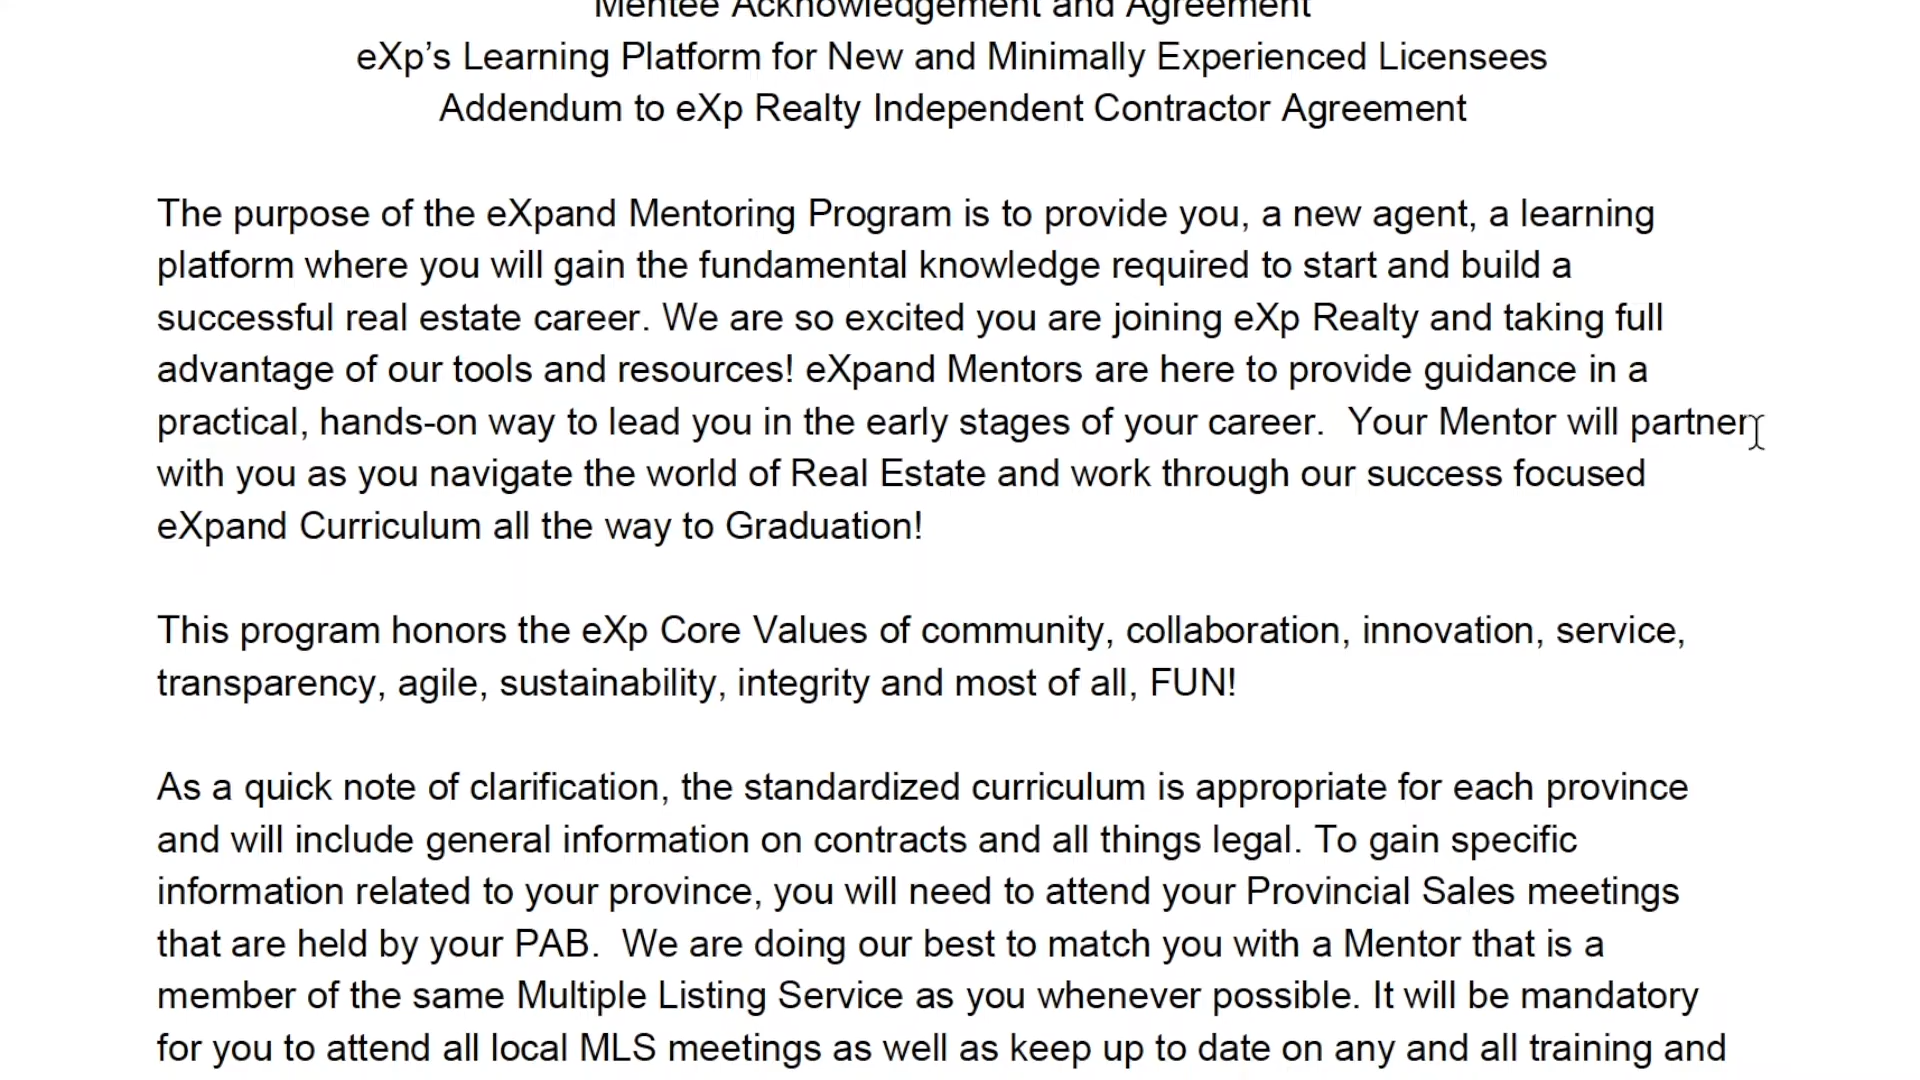 Mentee Acknowledgement and Agreement
eXp’s Learning Platform for New and Minimally Experienced Licensees
Addendum to eXp Realty Independent Contractor Agreement
The purpose of the eXpand Mentoring Program is to provide you, a new agent, a learning
platform where you will gain the fundamental knowledge required to start and build a
successful real estate career. We are so excited you are joining eXp Realty and taking full
advantage of our tools and resources! eXpand Mentors are here to provide guidance in a
practical, hands-on way to lead you in the early stages of your career.  Your Mentor will partner
with you as you navigate the world of Real Estate and work through our success focused
eXpand Curriculum all the way to Graduation!
This program honors the eXp Core Values of community, collaboration, innovation, service,
transparency, agile, sustainability, integrity and most of all, FUN!
As a quick note of clarification, the standardized curriculum is appropriate for each province
and will include general information on contracts and all things legal. To gain specific
information related to your province, you will need to attend your Provincial Sales meetings
that are held by your PAB.  We are doing our best to match you with a Mentor that is a
member of the same Multiple Listing Service as you whenever possible. It will be mandatory
for you to attend all local MLS meetings as well as keep up to date on any and all training and